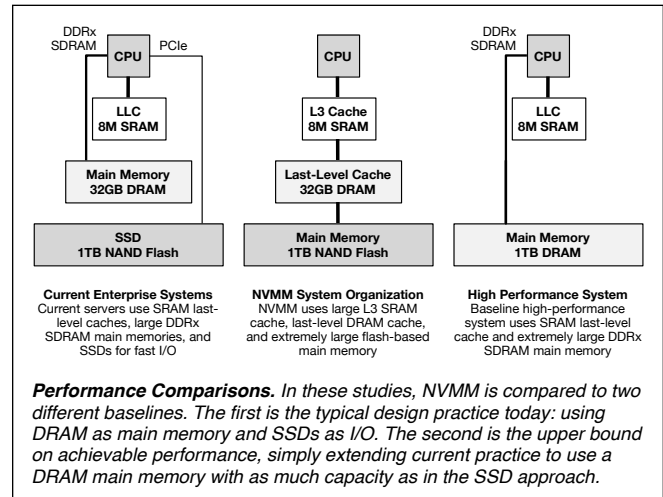 DDRx
SDRAM
CPU
PCIe
LLC
8M SRAM
Main Memory
32GB DRAM
SSD
1TB NAND Flash
Current Enterprise Systems
Current servers use SRAM last-
level caches, large DDRx
SDRAM main memories, and
SSDs for fast I/O
CPU
L3 Cache
8M SRAM
Last-Level Cache
32GB DRAM
Main Memory
1TB NAND Flash
NVMM System Organization
NVMM uses large L3 SRAM
cache, last-level DRAM cache,
and extremely large flash-based
main memory
DDRx
SDRAM
CPU
LLC
8M SRAM
Main Memory
1TB DRAM
High Performance System
Baseline high-performance
system uses SRAM last-level
cache and extremely large DDRx
SDRAM main memory
Performance Comparisons. In these studies, NVMM is compared to two
different baselines. The first is the typical design practice today: using
DRAM as main memory and SSDs as I/O. The second is the upper bound
on achievable performance, simply extending current practice to use a
DRAM main memory with as much capacity as in the SSD approach.